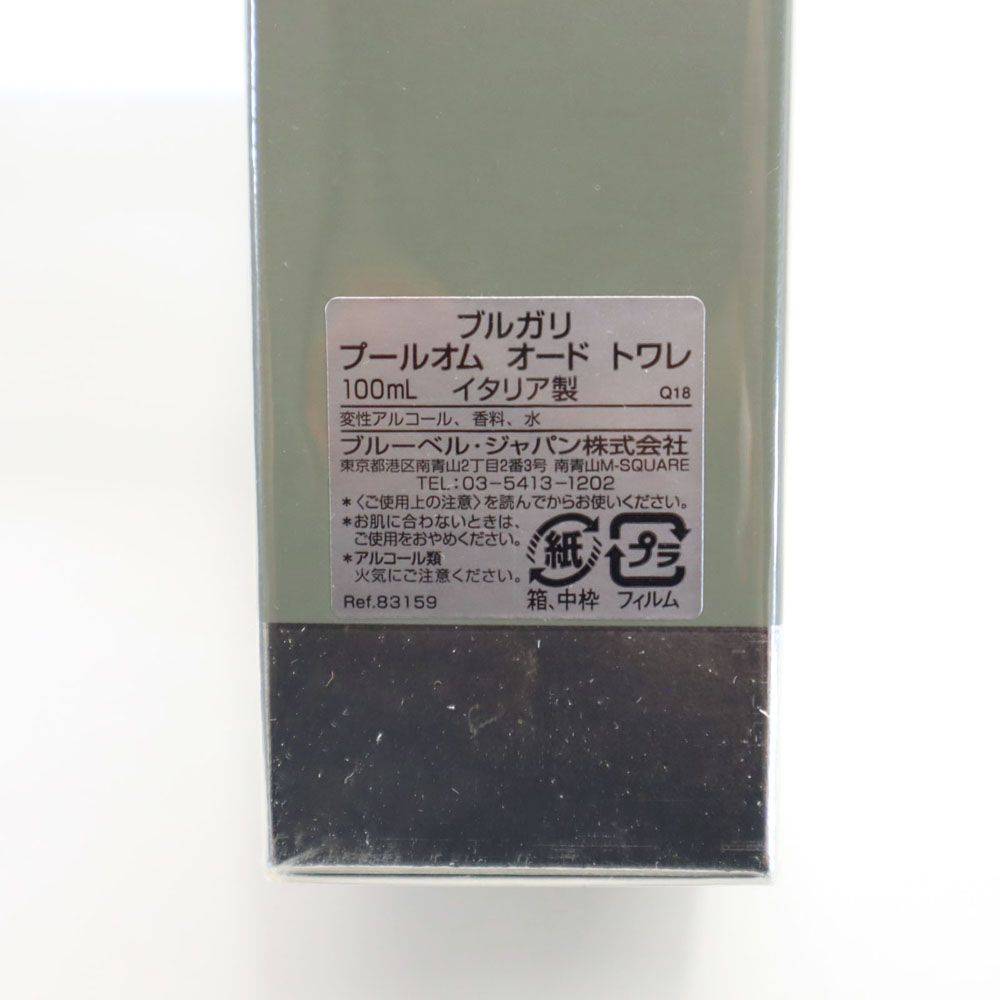 ブルガリ
プールオム オード トワレ
100mL イタリア製 Q18
変性アルコール、香料、水
ブルーベル・ジャパン株式会社
東京都港区南青山2丁目2番3号 南青山M-SQUARE
TEL:03-5413-1202
*〈ご使用上の注意〉を読んでからお使いください。
*お肌に合わないときは、
ご使用をおやめください。
*アルコール類
火気にご注意ください。
Ref.83159
紙
箱、中枠
プラ
フィルム